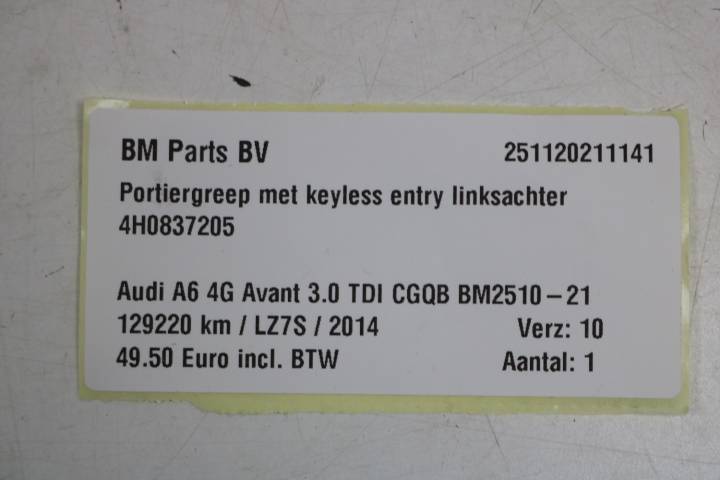 BM Parts BV 251120211141
Portiergreep met keyless entry linksachter
4H0837205
Audi A6 4G Avant 3.0 TDI CGQB BM2510-21
129220 km / LZ7S / 2014 Verz: 10
49.50 Euro incl. BTW Aantal: 1